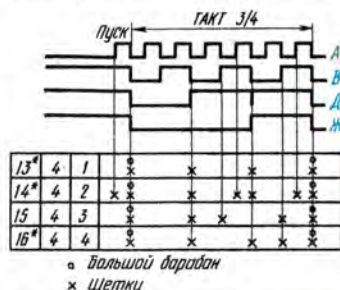 ТАКТ 3/4
Пуск
А
В
Д
Ж
13* 4 1
14* 4 2
15 4 3
16* 4 4
Большой барабан
× Щетки